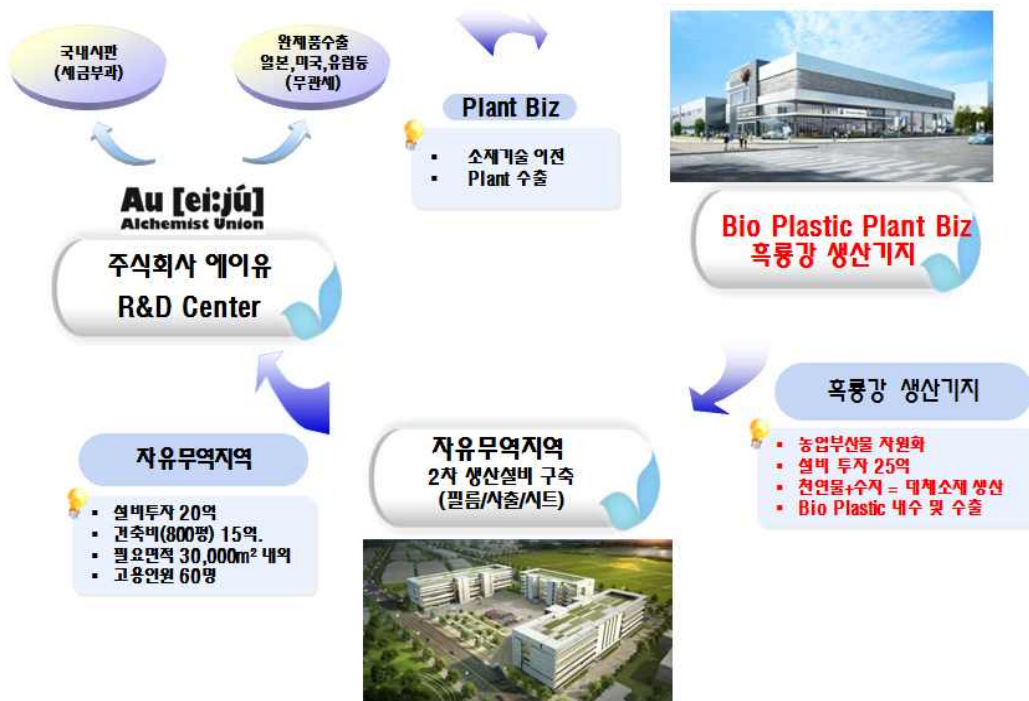 국내시판
(세금부과)
완제품수출
일본,미국,유럽등
(무관세)
Plant Biz
▪ 소재기술 이전
▪ Plant 수출
Au [ei:jú]
Alchemist Union
주식회사 에이유
R&D Center
Bio Plastic Plant Biz
흑룡강 생산기지
흑룡강 생산기지
▪ 농업부산물 자원화
▪ 설비 투자 25억
▪ 천연물+수지 = 대체소재 생산
▪ Bio Plastic 내수 및 수출
자유무역지역
2차 생산설비 구축
(필름/사출/시트)
자유무역지역
▪ 설비투자 20억
▪ 건축비(800평) 15억.
▪ 필요면적 30,000m² 내외
▪ 고용인원 60명